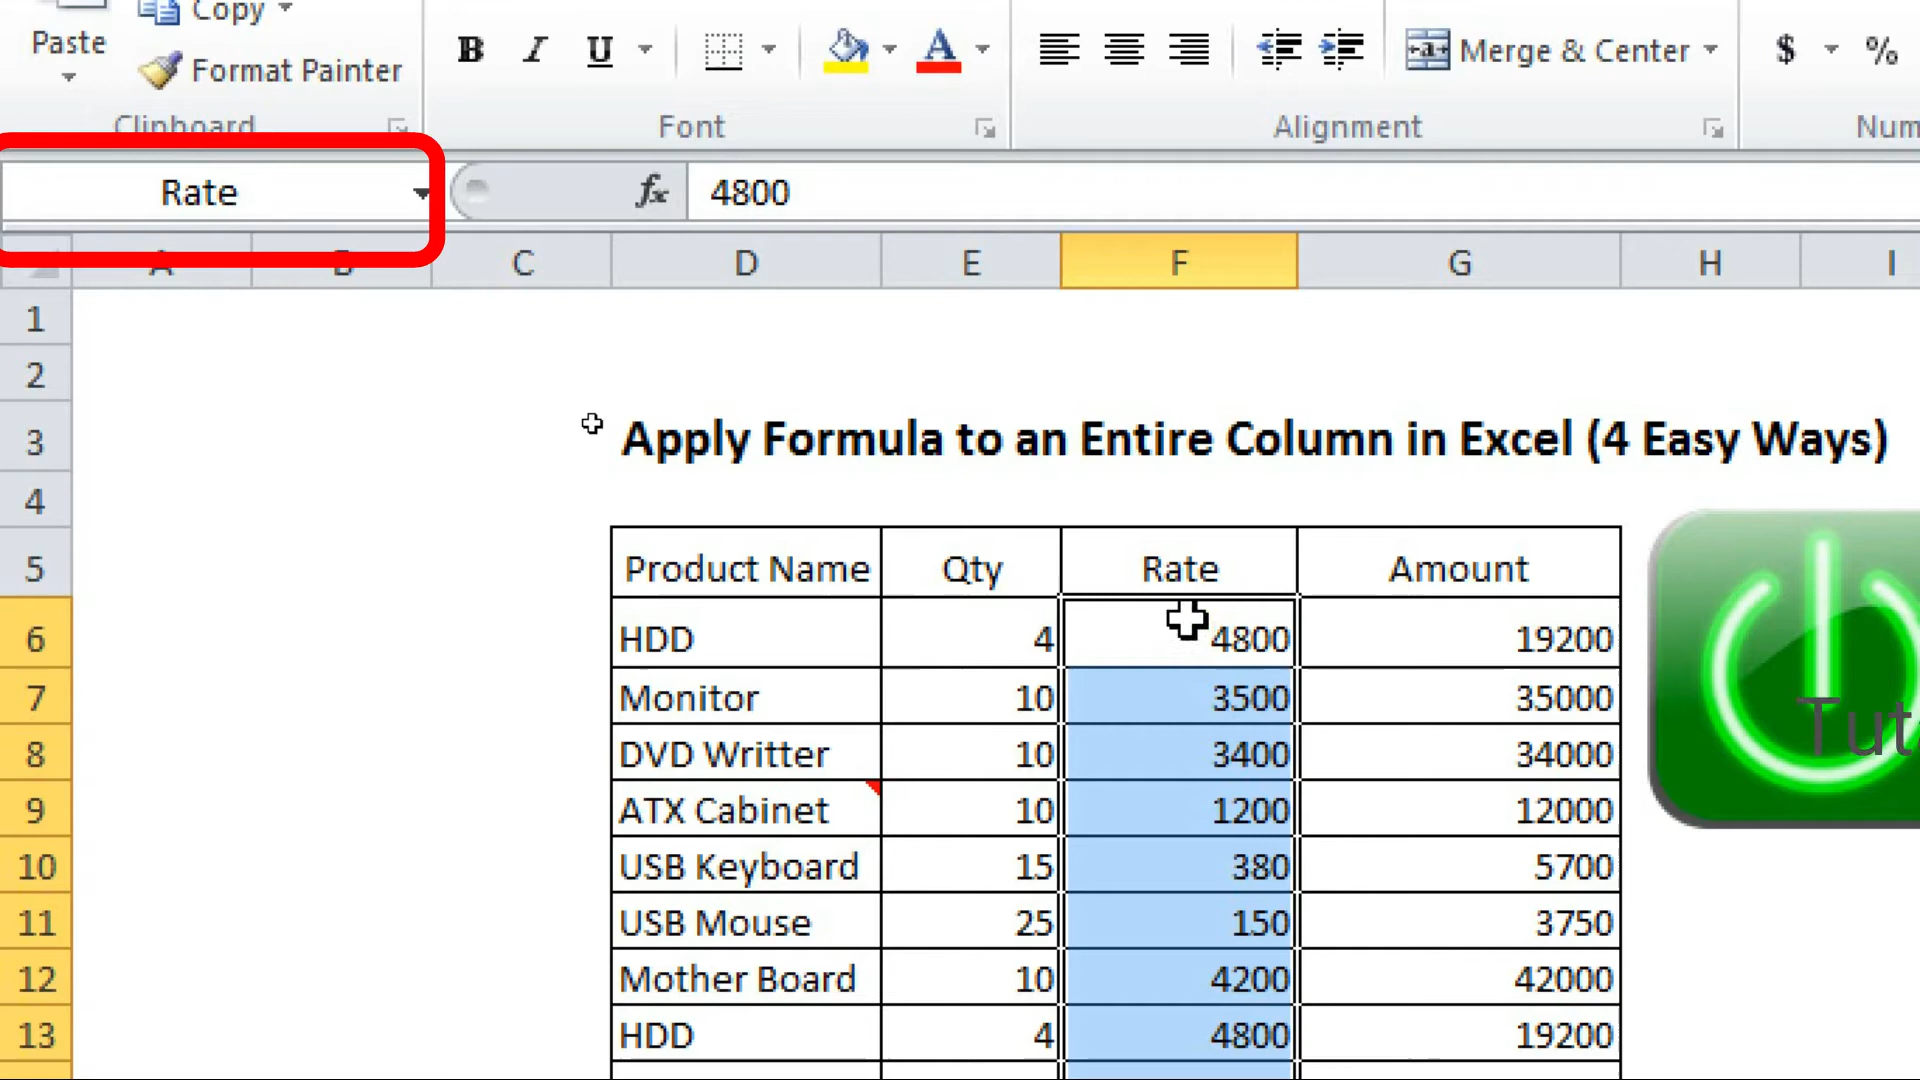 Copy
Paste
Format Painter
B I U A
a
Merge & Center
$ %
Clipboard
Font
Alignment
Num
Rate
fx 4800
A B C D E F G H I
1
2
3 Apply Formula to an Entire Column in Excel (4 Easy Ways)
4
5 Product Name Qty Rate Amount
6 HDD 4 4800 19200
7 Monitor 10 3500 35000
8 DVD Writter 10 3400 34000
9 ATX Cabinet 10 1200 12000
10 USB Keyboard 15 380 5700
11 USB Mouse 25 150 3750
12 Mother Board 10 4200 42000
13 HDD 4 4800 19200
Tut